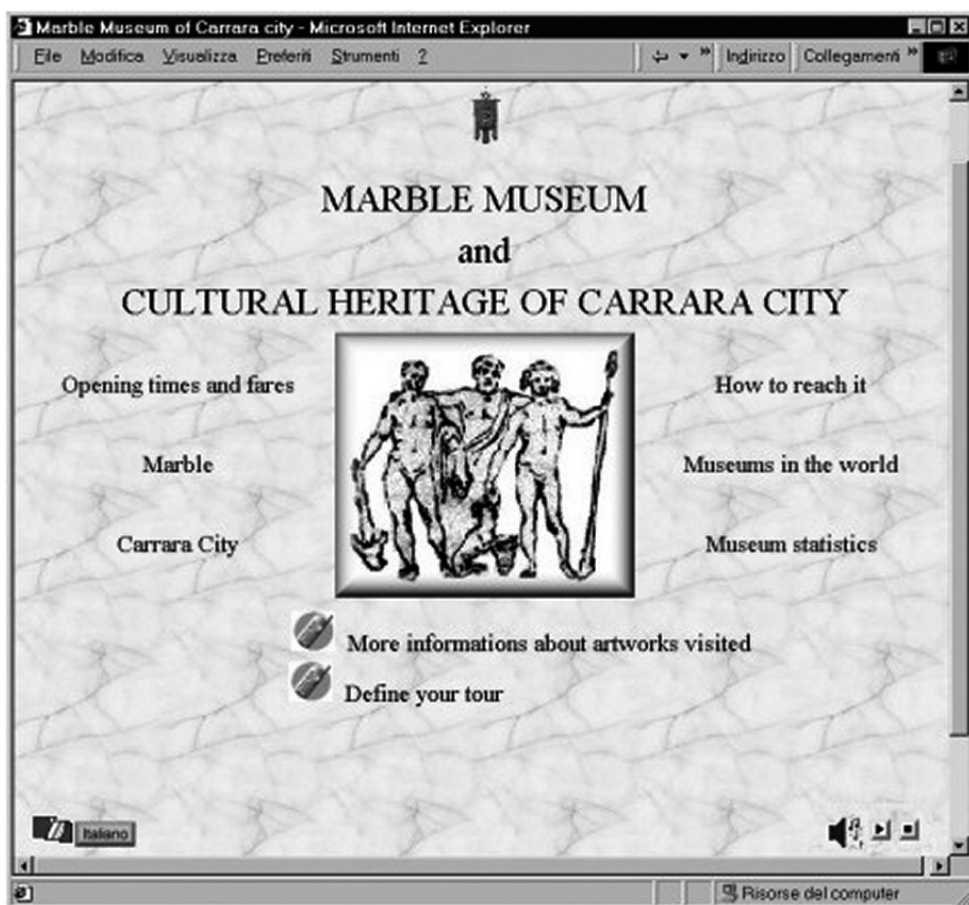 Marble Museum of Carrara city - Microsoft Internet Explorer
File Modifica Visualizza Preferiti Strumenti ? » Indirizzo Collegamenti »
MARBLE MUSEUM
and
CULTURAL HERITAGE OF CARRARA CITY
Opening times and fares
How to reach it
Marble
Museums in the world
Carrara City
Museum statistics
More informations about artworks visited
Define your tour
Italiano
Risorse del computer